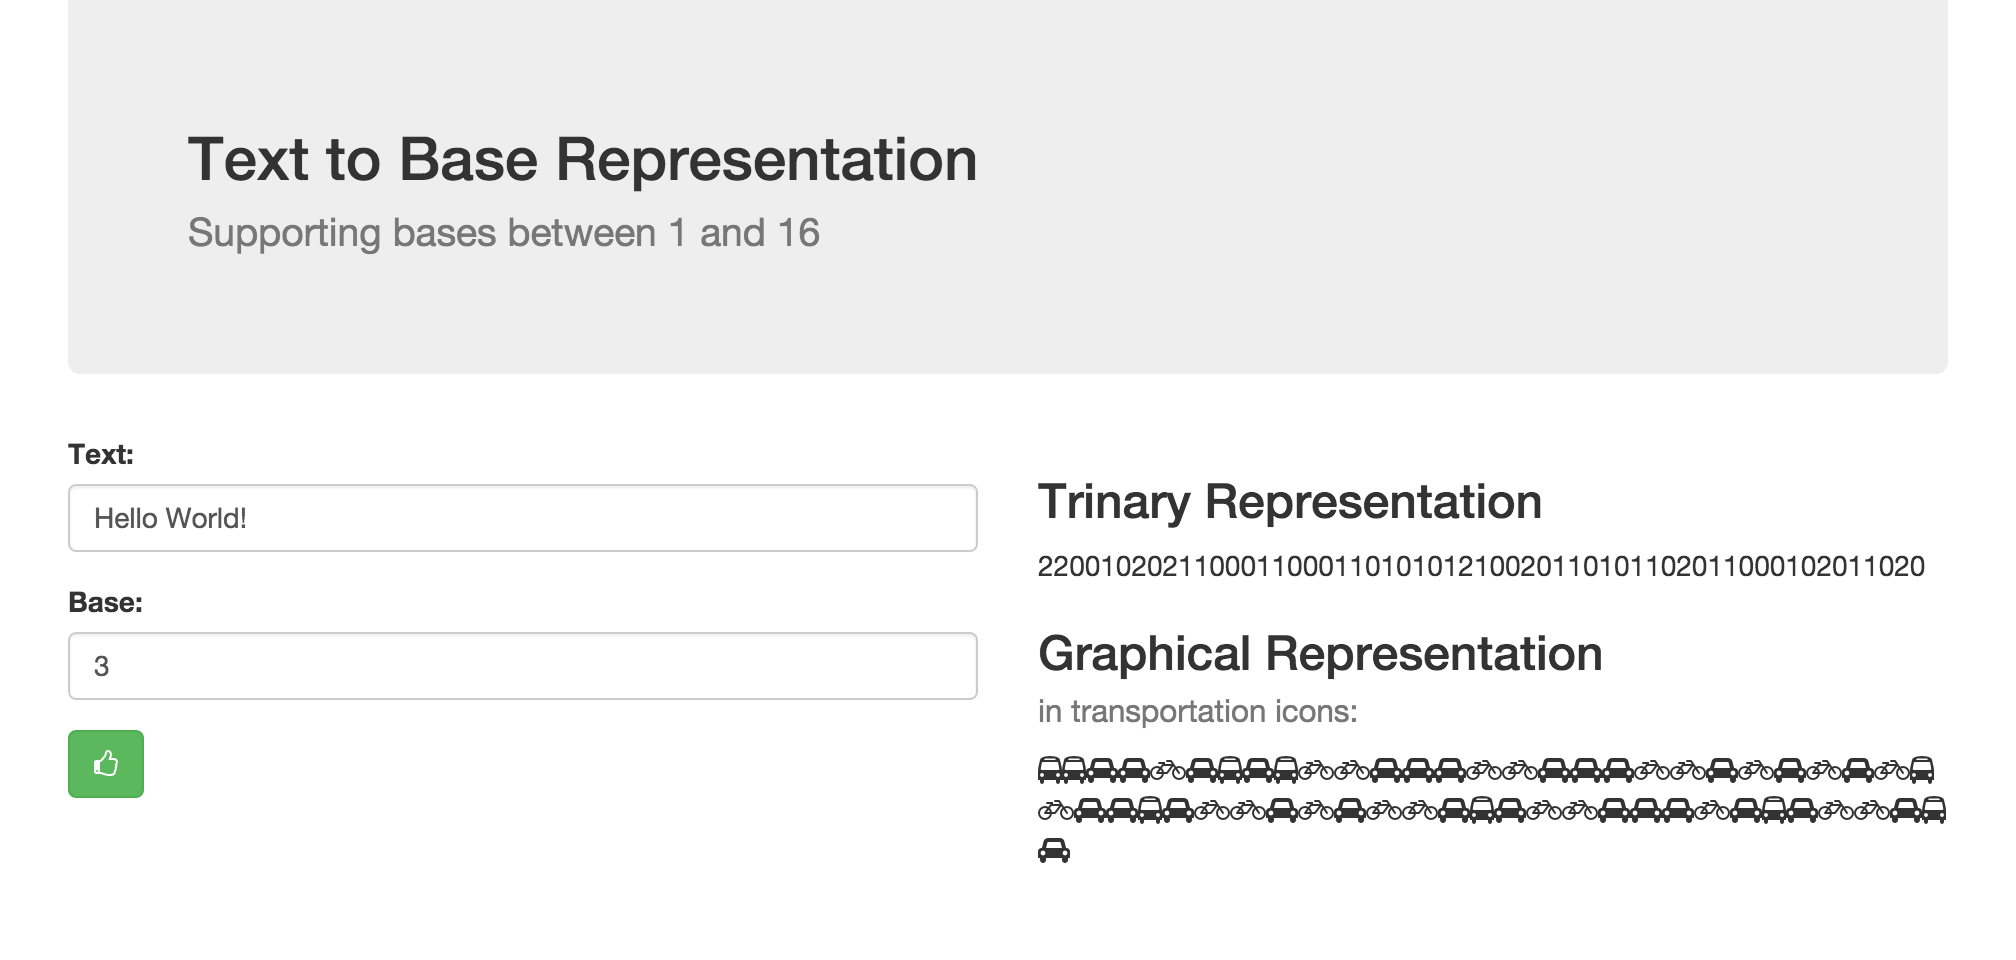 Text to Base Representation
Supporting bases between 1 and 16
Text:
Hello World!
Base:
3
Trinary Representation
220010202110001100011010101210020110101102011000102011020
Graphical Representation
in transportation icons: